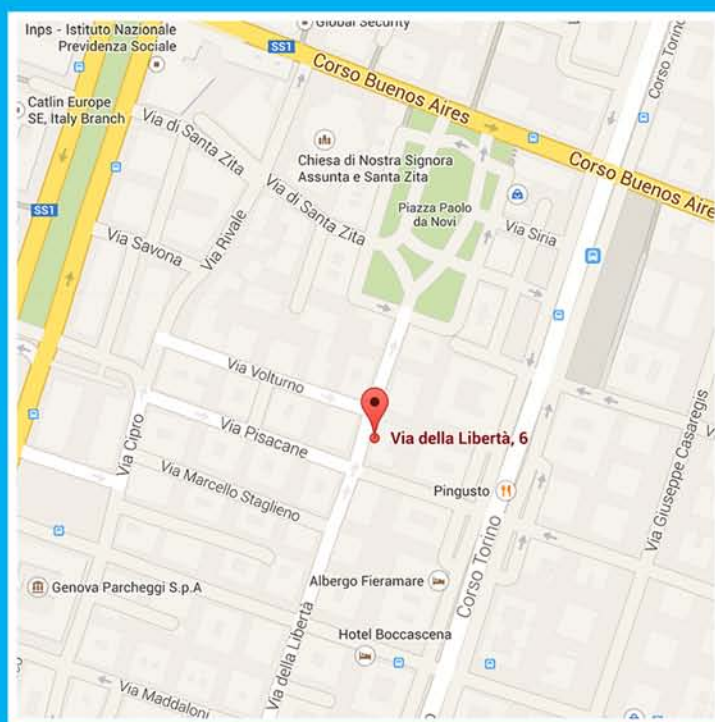 Global Security
Inps - Istituto Nazionale
Previdenza Sociale
SS1
Corso Buenos Aires
Corso Torino
Catlin Europe
SE, Italy Branch
Via di Santa Zita
Chiesa di Nostra Signora
Assunta e Santa Zita
Corso Buenos Aire
Via di Santa Zita
Piazza Paolo
da Novi
SS1
Via Savona
Via Rivale
Via Siria
Via Volturno
Via Cipro
Via Pisacane
Via della Libertà, 6
Via Giuseppe Casaregis
Via Marcello Staglieno
Pingusto
Corso Torino
Genova Parcheggi S.p.A
Albergo Fieramare
Via della Libertà
Hotel Boccascena
Via Maddaloni